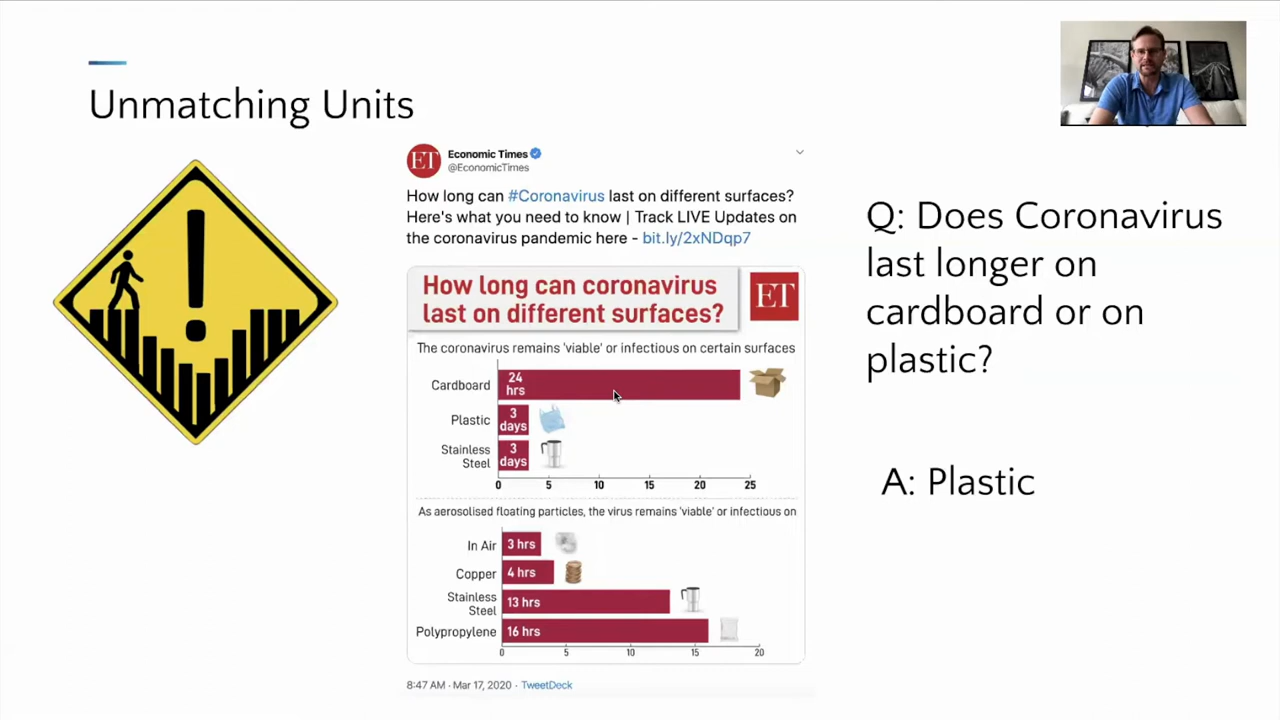 Unmatching Units
!
ET
Economic Times
@EconomicTimes
How long can #Coronavirus last on different surfaces?
Here's what you need to know | Track LIVE Updates on
the coronavirus pandemic here - bit.ly/2xNDqp7
How long can coronavirus
last on different surfaces?
ET
The coronavirus remains 'viable' or infectious on certain surfaces
Cardboard
24
hrs
Plastic
3
days
Stainless
Steel
3
days
0 5 10 15 20 25
As aerosolised floating particles, the virus remains 'viable' or infectious on
In Air 3 hrs
Copper 4 hrs
Stainless
Steel
13 hrs
Polypropylene 16 hrs
0 5 10 15 20
8:47 AM · Mar 17, 2020 · TweetDeck
Q: Does Coronavirus
last longer on
cardboard or on
plastic?
A: Plastic